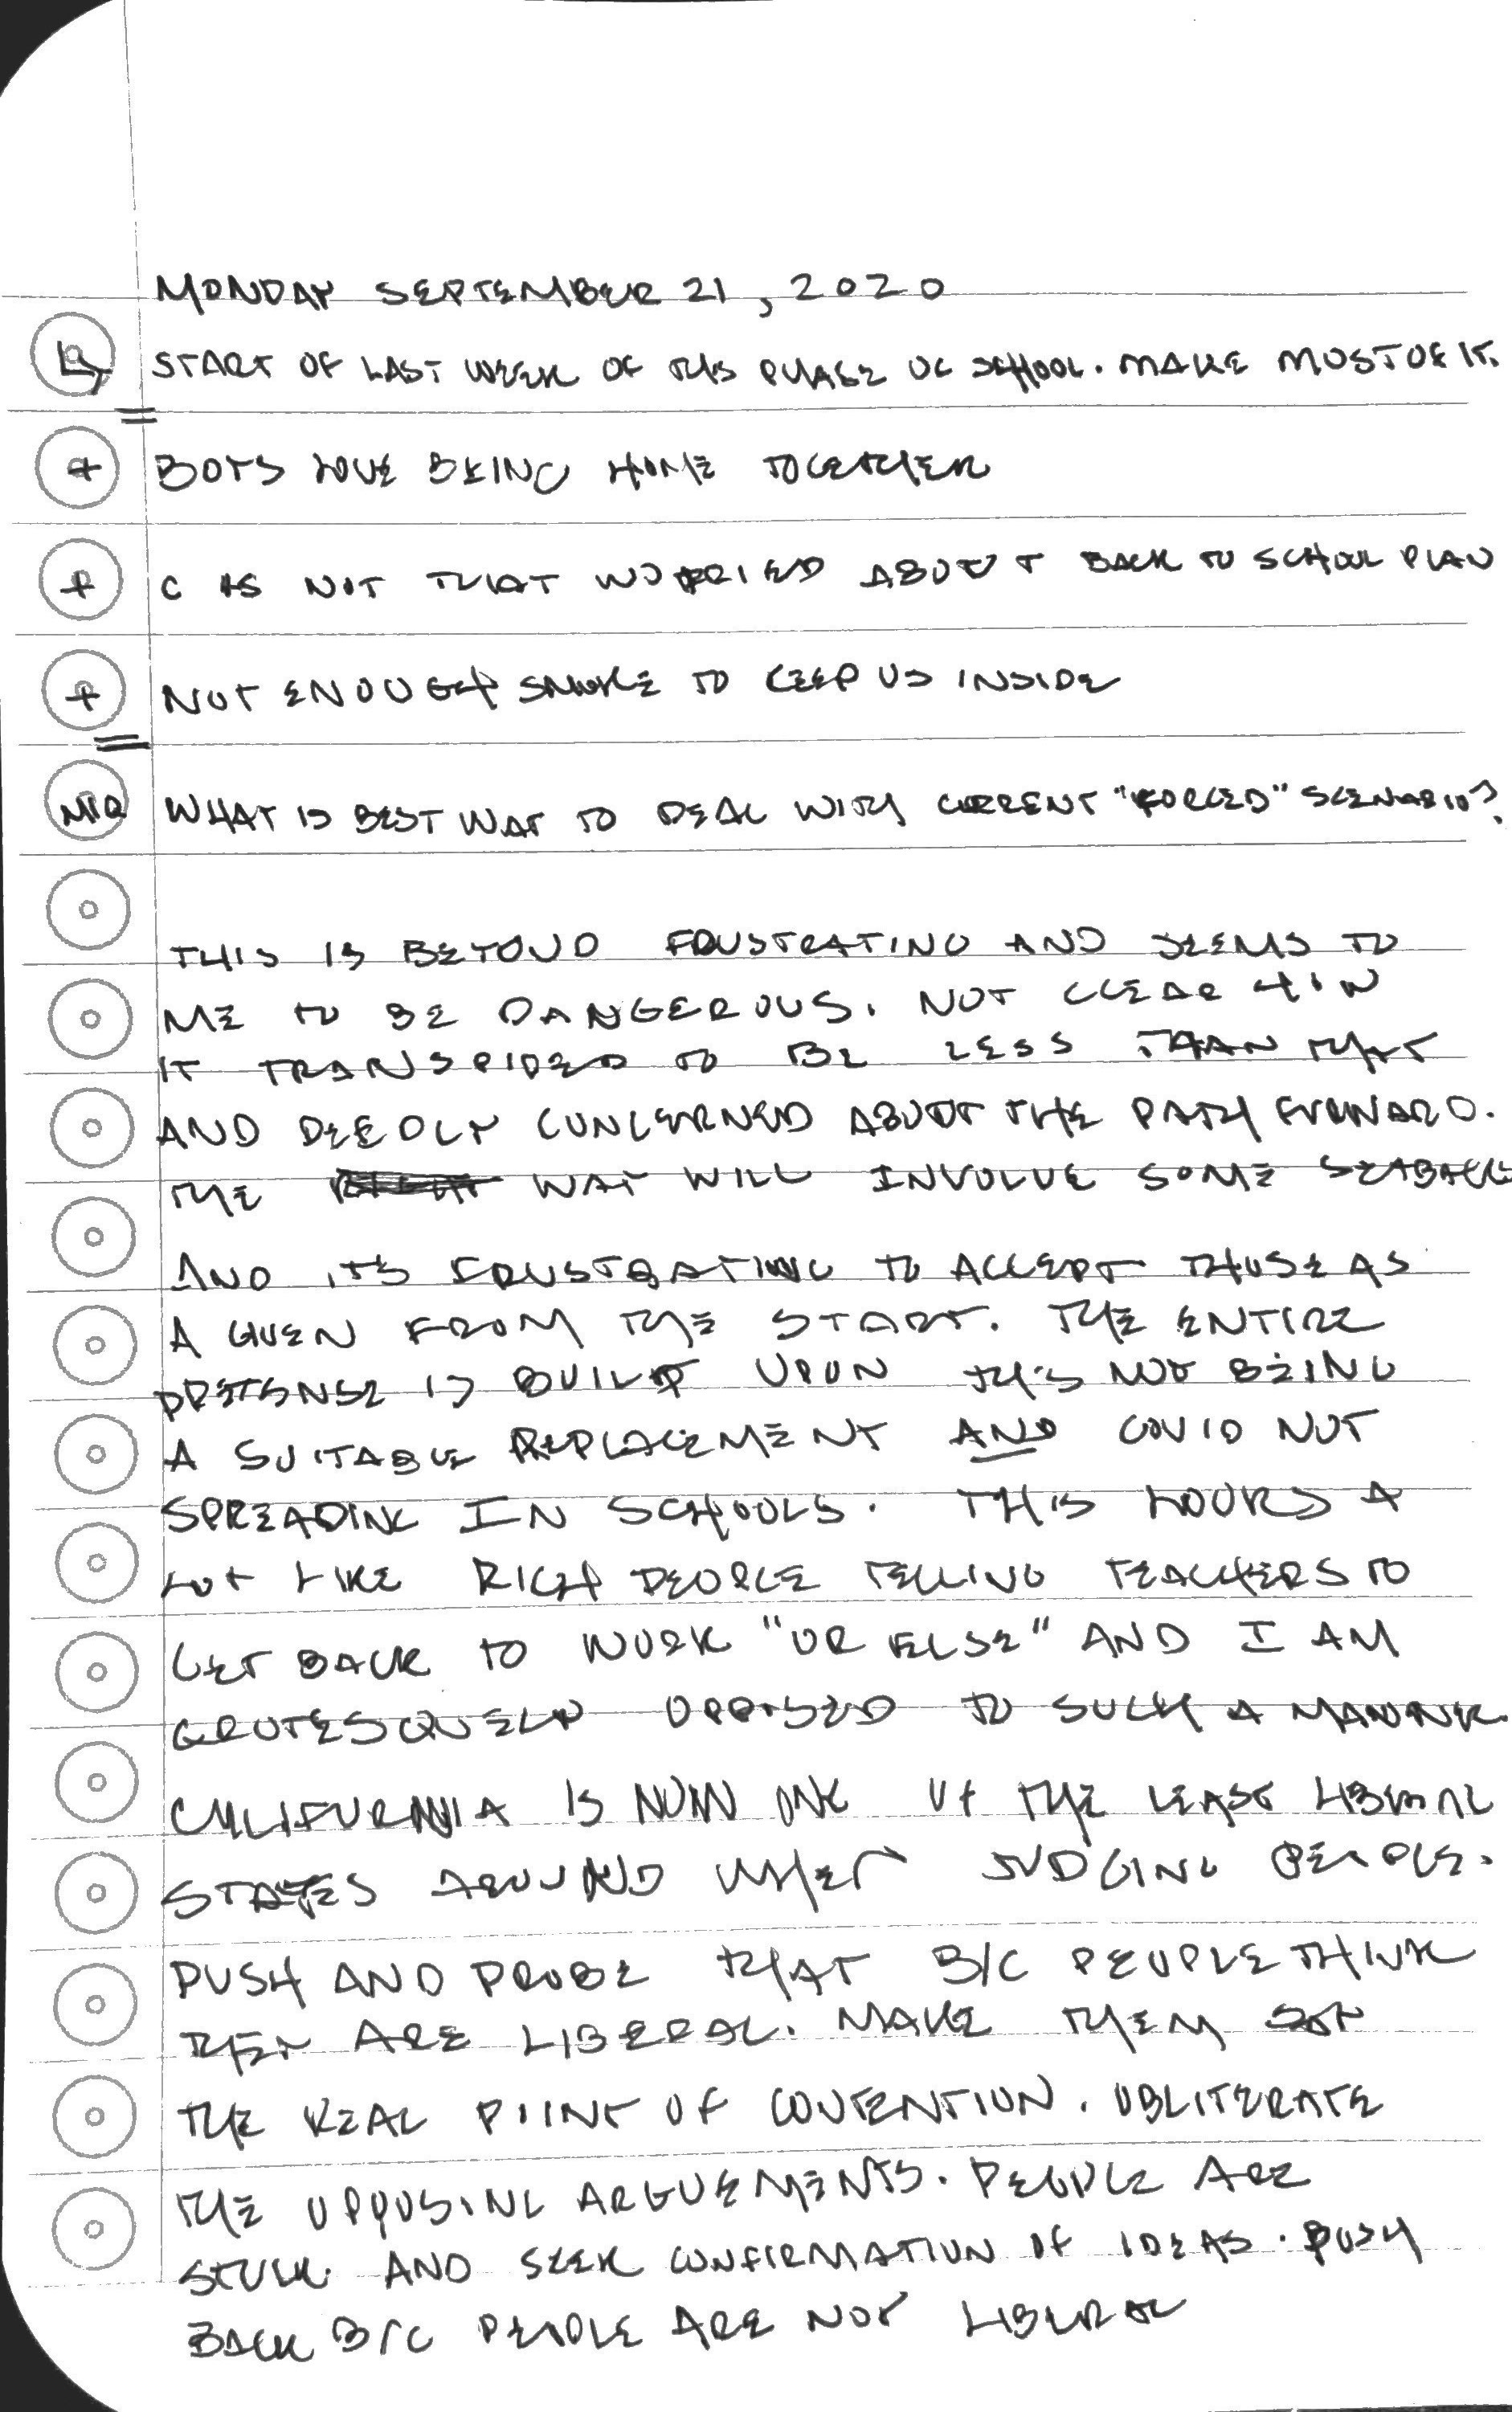 MONDAY SEPTEMBER 21, 2020
START OF LAST WEEK OF THIS PHASE OF SCHOOL. MAKE MOST OF IT.
+ BOYS LOVE BEING HOME TOGETHER
+ C IS NOT THAT WORRIED ABOUT BACK TO SCHOOL PLAN
+ NOT ENOUGH SMOKE TO KEEP US INSIDE
MIQ WHAT IS BEST WAY TO DEAL WITH CURRENT "FORCED" SCENARIO?
THIS IS BEYOND FRUSTRATING AND SEEMS TO
ME TO BE DANGEROUS. NOT CLEAR HOW
IT TRANSPIRED TO BE LESS THAN THAT
AND DEEPLY CONCERNED ABOUT THE PATH FORWARD.
THE WAY WILL INVOLVE SOME SETBACKS
AND ITS FRUSTRATING TO ACCEPT THOSE AS
A GIVEN FROM THE START. THE ENTIRE
PRETENSE IS BUILT UPON THIS NOT BEING
A SUITABLE REPLACEMENT AND COVID NOT
SPREADING IN SCHOOLS. THIS A
LOT LIKE RICH PEOPLE TELLING TEACHERS TO
GET BACK TO WORK "OR ELSE" AND I AM
GROTESQUELY OPPOSED TO SUCH A
CALIFORNIA IS NOW ONE OF THE LEAST LIBERAL
STATES AROUND WHEN JUDGING PEOPLE.
PUSH AND PROBE THAT B/C PEOPLE THINK
THEY ARE LIBERAL. MAKE THEM
THE REAL POINT OF CONTENTION. OBLITERATE
THE OPPOSING ARGUEMENTS. PEOPLE ARE
STUCK AND SEEK CONFIRMATION OF IDEAS. PUSH
BACK B/C PEOPLE ARE NOT LIBERAL